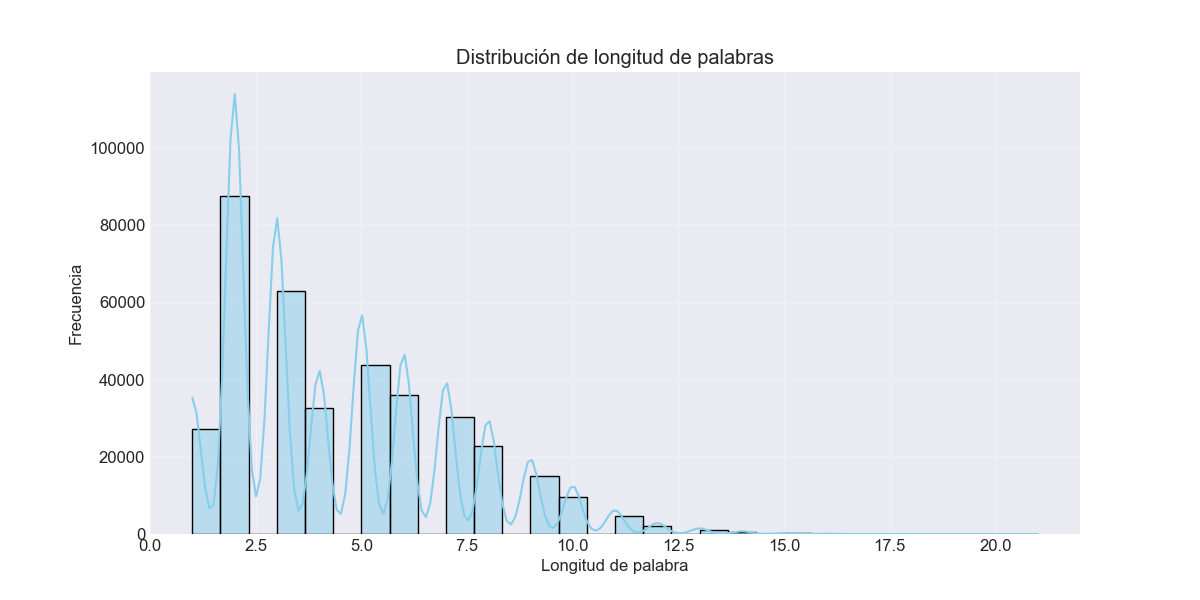 Distribución de longitud de palabras
100000
80000
60000
40000
20000
0
Frecuencia
0.0 2.5 5.0 7.5 10.0 12.5 15.0 17.5 20.0
Longitud de palabra